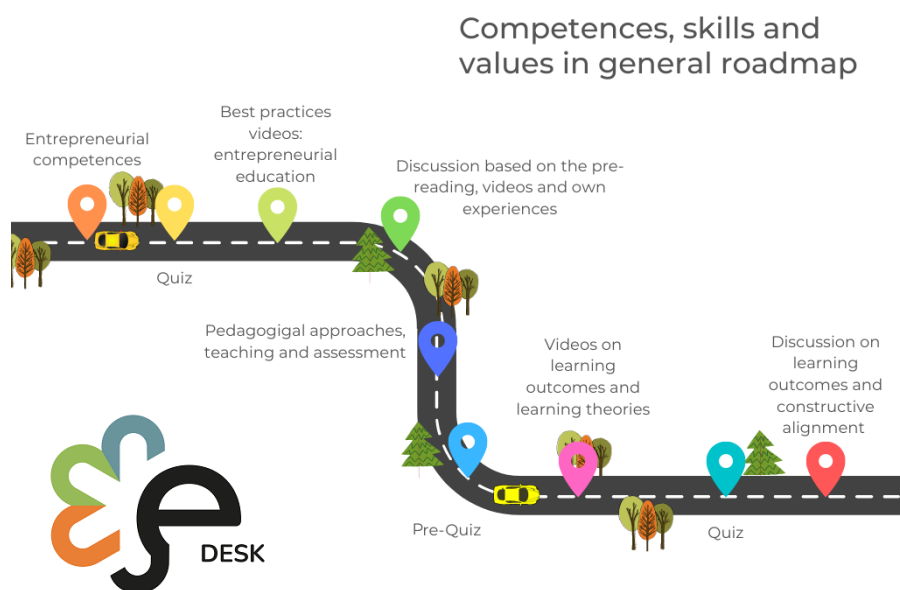 Competences, skills and
values in general roadmap
Entrepreneurial
competences
Quiz
Best practices
videos:
entrepreneurial
education
Discussion based on the pre-
reading, videos and own
experiences
Pedagogigal approaches,
teaching and assessment
Pre-Quiz
Videos on
learning
outcomes and
learning theories
Quiz
Discussion on
learning
outcomes and
constructive
alignment
e
DESK